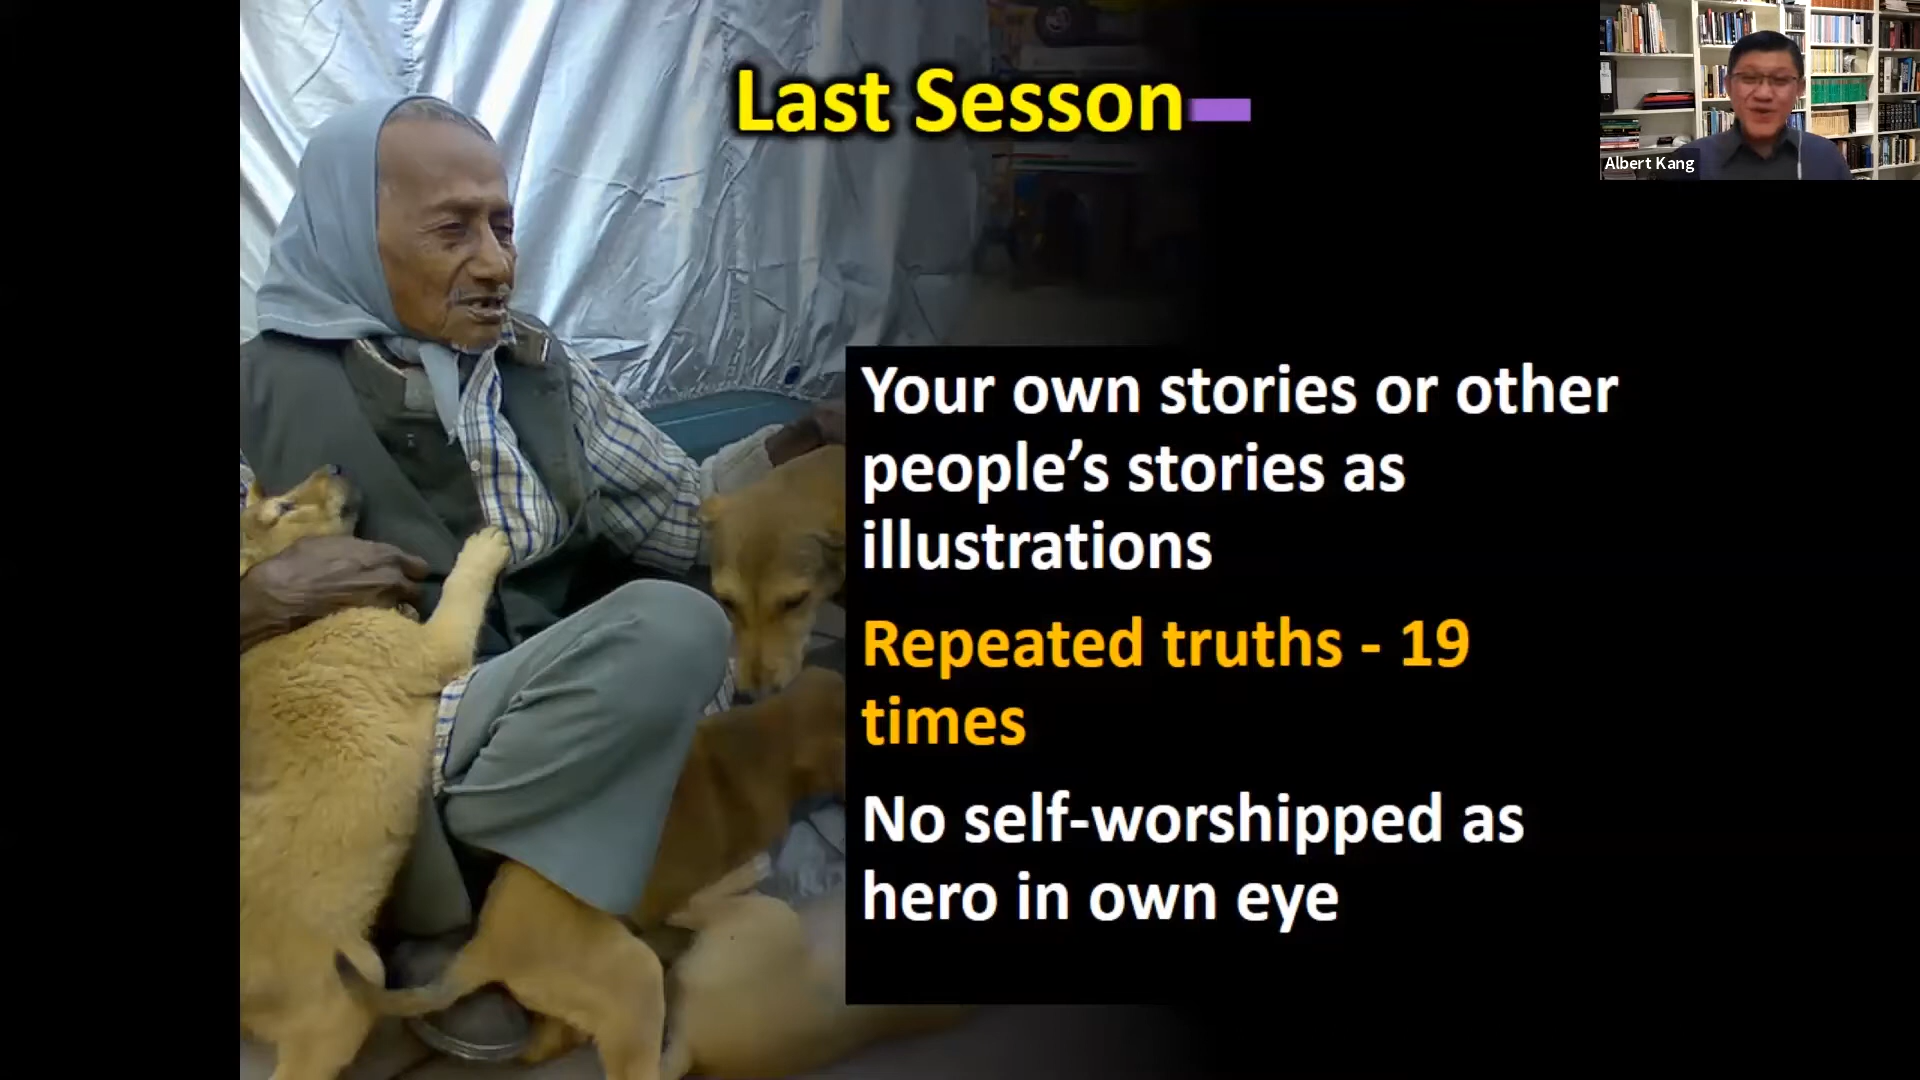 Last Sesson
Albert Kang
Your own stories or other
people’s stories as
illustrations
Repeated truths - 19
times
No self-worshipped as
hero in own eye